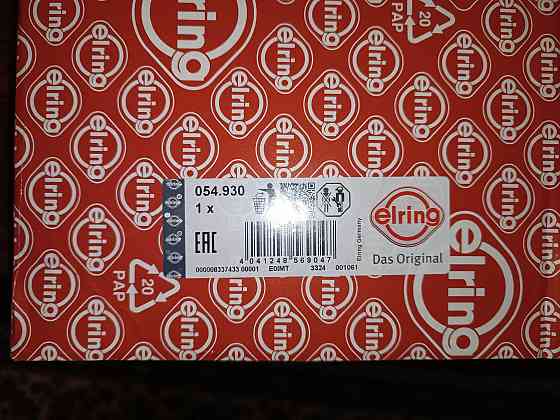 054.930
1 x
EAC
elring
Das Original
Elring Germany
4 041248 569047
000008337433 00001 E0IMT 3324 001061
20
PAP
20
PAP
elring
elring